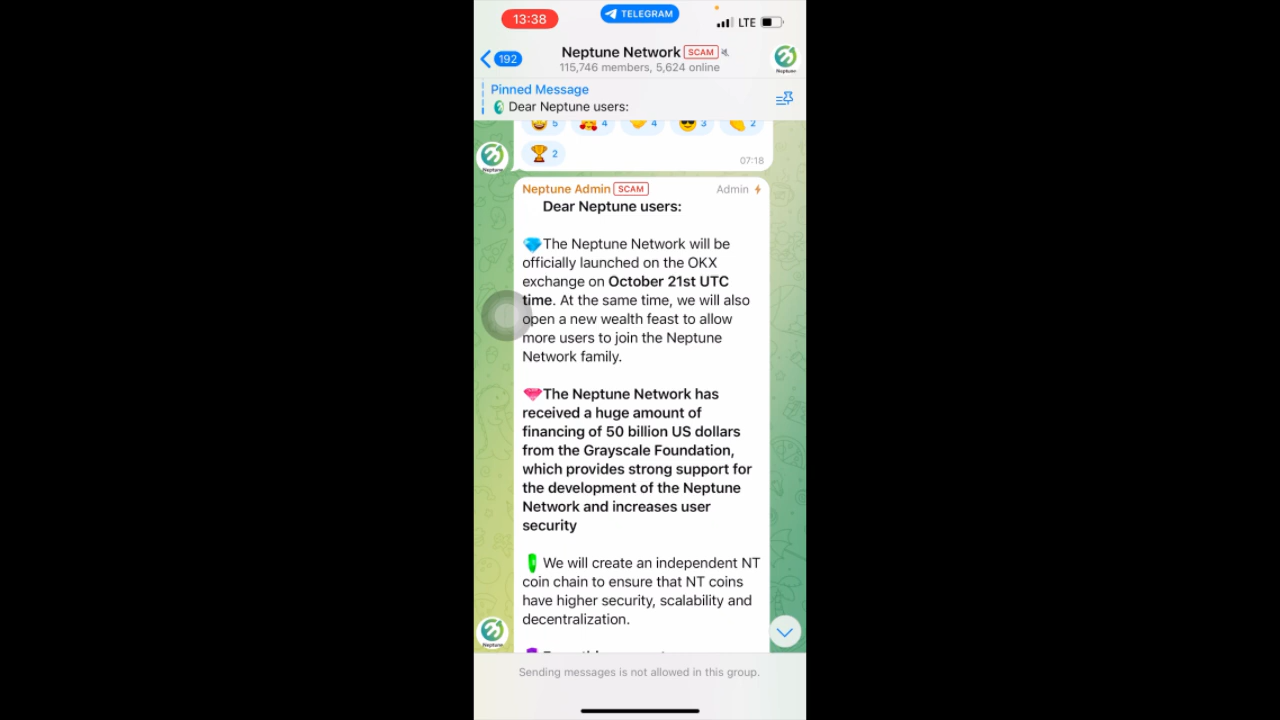 13:38
TELEGRAM
LTE
192
Neptune Network SCAM
115,746 members, 5,624 online
Neptune
Pinned Message
Dear Neptune users:
5 4 4 3 2
2
07:18
Neptune
Neptune Admin SCAM Admin
Dear Neptune users:
The Neptune Network will be
officially launched on the OKX
exchange on October 21st UTC
time. At the same time, we will also
open a new wealth feast to allow
more users to join the Neptune
Network family.
The Neptune Network has
received a huge amount of
financing of 50 billion US dollars
from the Grayscale Foundation,
which provides strong support for
the development of the Neptune
Network and increases user
security
We will create an independent NT
coin chain to ensure that NT coins
have higher security, scalability and
decentralization.
Neptune
Sending messages is not allowed in this group.